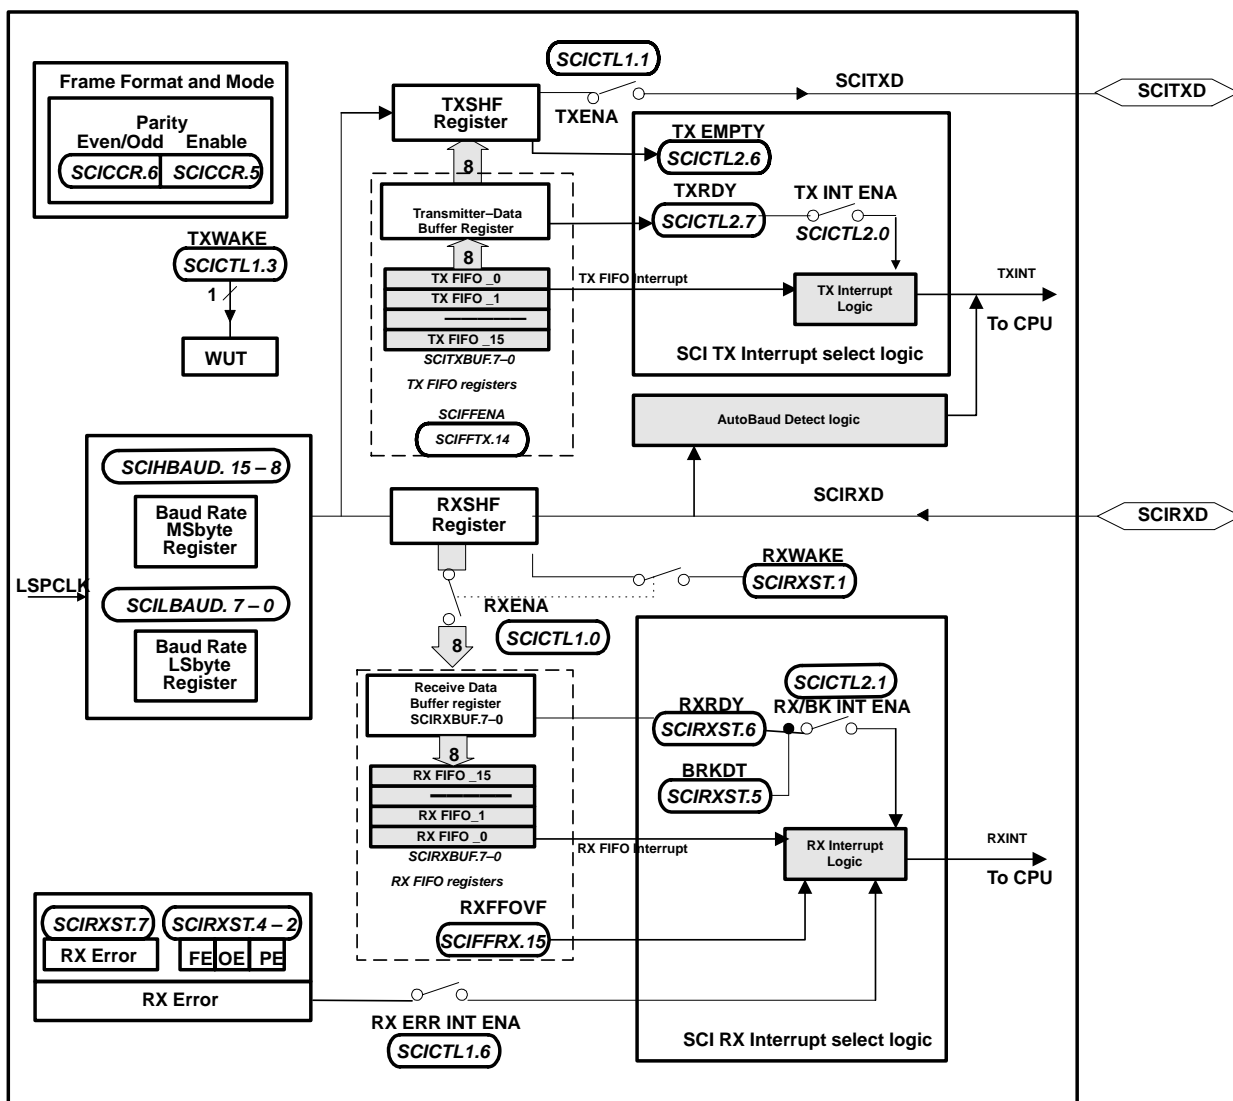 SCICTL1.1
Frame Format and Mode
Parity
Even/Odd Enable
SCICCR.6 SCICCR.5
TXSHF
Register
TXENA
SCITXD
SCITXD
8
TX EMPTY
SCICTL2.6
TXRDY
SCICTL2.7
TX INT ENA
SCICTL2.0
Transmitter–Data
Buffer Register
8
TXWAKE
SCICTL1.3
1
WUT
TX FIFO _0
TX FIFO _1
TX FIFO _15
SCITXBUF.7–0
TX FIFO registers
SCIFFENA
SCIFFTX.14
TX FIFO Interrupt
TX Interrupt
Logic
TXINT
To CPU
SCI TX Interrupt select logic
AutoBaud Detect logic
SCIHBAUD. 15 – 8
Baud Rate
MSbyte
Register
LSPCLK
SCILBAUD. 7 – 0
Baud Rate
LSbyte
Register
RXSHF
Register
SCIRXD
SCIRXD
RXWAKE
SCIRXST.1
RXENA
SCICTL1.0
8
Receive Data
Buffer register
SCIRXBUF.7–0
8
SCICTL2.1
RX/BK INT ENA
RXRDY
SCIRXST.6
BRKDT
SCIRXST.5
RX FIFO _15
RX FIFO_1
RX FIFO _0
SCIRXBUF.7–0
RX FIFO registers
RX FIFO Interrupt
RX Interrupt
Logic
RXINT
To CPU
RXFFOVF
SCIFFRX.15
SCIRXST.7 SCIRXST.4 – 2
RX Error FE OE PE
RX Error
RX ERR INT ENA
SCICTL1.6
SCI RX Interrupt select logic